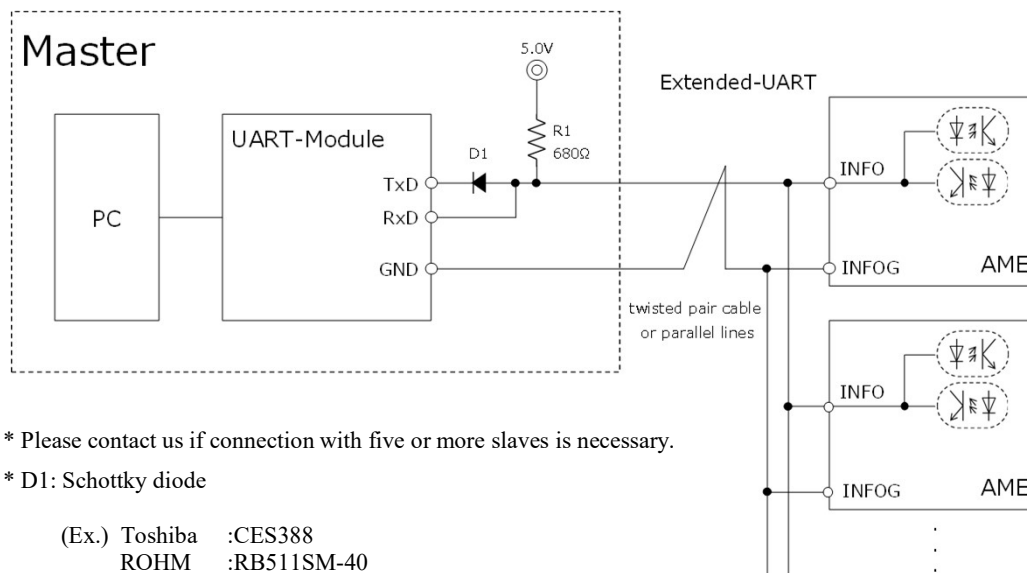 Master
5.0V
Extended-UART
UART-Module
R1
680Ω
D1
INFO
TxD
PC
RxD
GND
INFOG
AME
twisted pair cable
or parallel lines
INFO
* Please contact us if connection with five or more slaves is necessary.
* D1: Schottky diode
INFOG
AME
(Ex.) Toshiba :CES388
ROHM :RB511SM-40